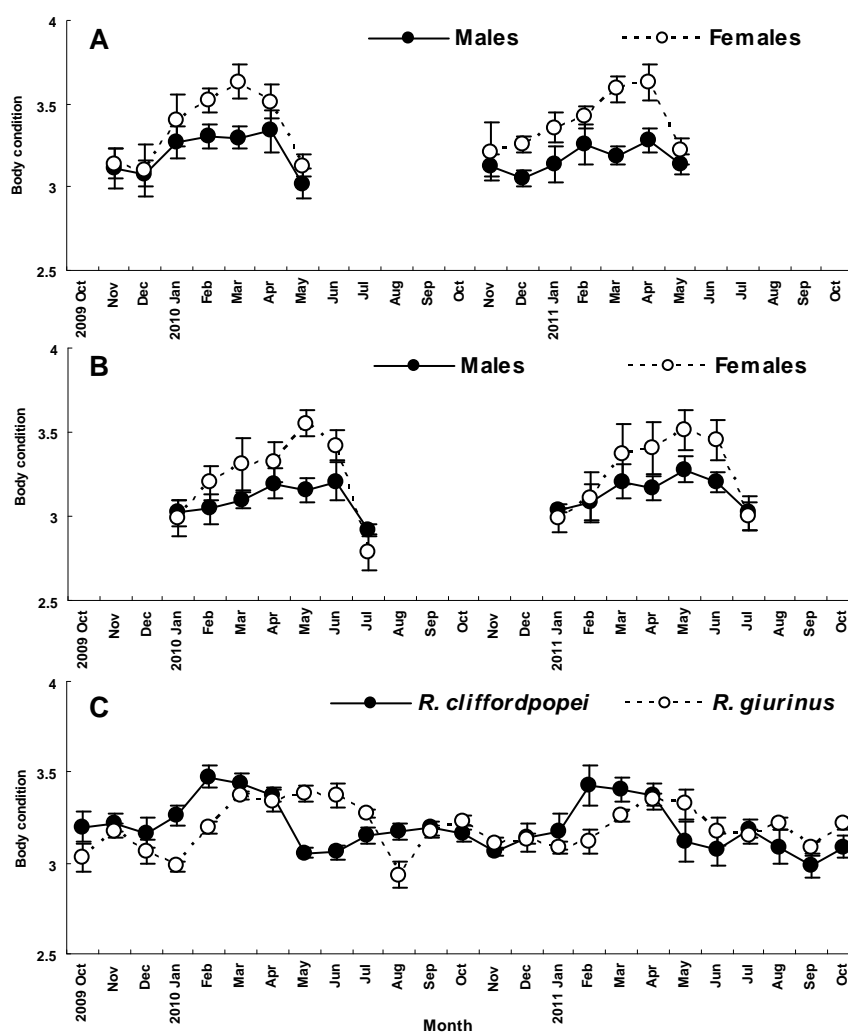 A
Males
Females
Body condition
4
3.5
3
2.5
2009 Oct
Nov
Dec
2010 Jan
Feb
Mar
Apr
May
Jun
Jul
Aug
Sep
Oct
Nov
Dec
2011 Jan
Feb
Mar
Apr
May
Jun
Jul
Aug
Sep
Oct
B
Males
Females
Body condition
4
3.5
3
2.5
2009 Oct
Nov
Dec
2010 Jan
Feb
Mar
Apr
May
Jun
Jul
Aug
Sep
Oct
Nov
Dec
2011 Jan
Feb
Mar
Apr
May
Jun
Jul
Aug
Sep
Oct
C
R. cliffordpopei
R. giurinus
Body condition
4
3.5
3
2.5
2009 Oct
Nov
Dec
2010 Jan
Feb
Mar
Apr
May
Jun
Jul
Aug
Sep
Oct
Nov
Dec
2011 Jan
Feb
Mar
Apr
May
Jun
Jul
Aug
Sep
Oct
Month